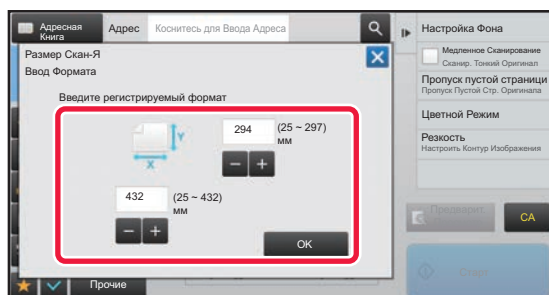 Адресная
Книга
Адрес
Коснитесь для Ввода Адреса
Размер Скан-Я
Ввод Формата
Введите регистрируемый формат
Y
X
294
(25 ~ 297)
мм
− +
432
(25 ~ 432)
мм
− +
OK
Прочие
Настройка Фона
Медленное Сканирование
Сканир. Тонкий Оригинал
Пропуск пустой страници
Пропуск Пустой Стр. Оригинала
Цветной Режим
Резкость
Настроить Контур Изображения
Предварит.
CA
Старт